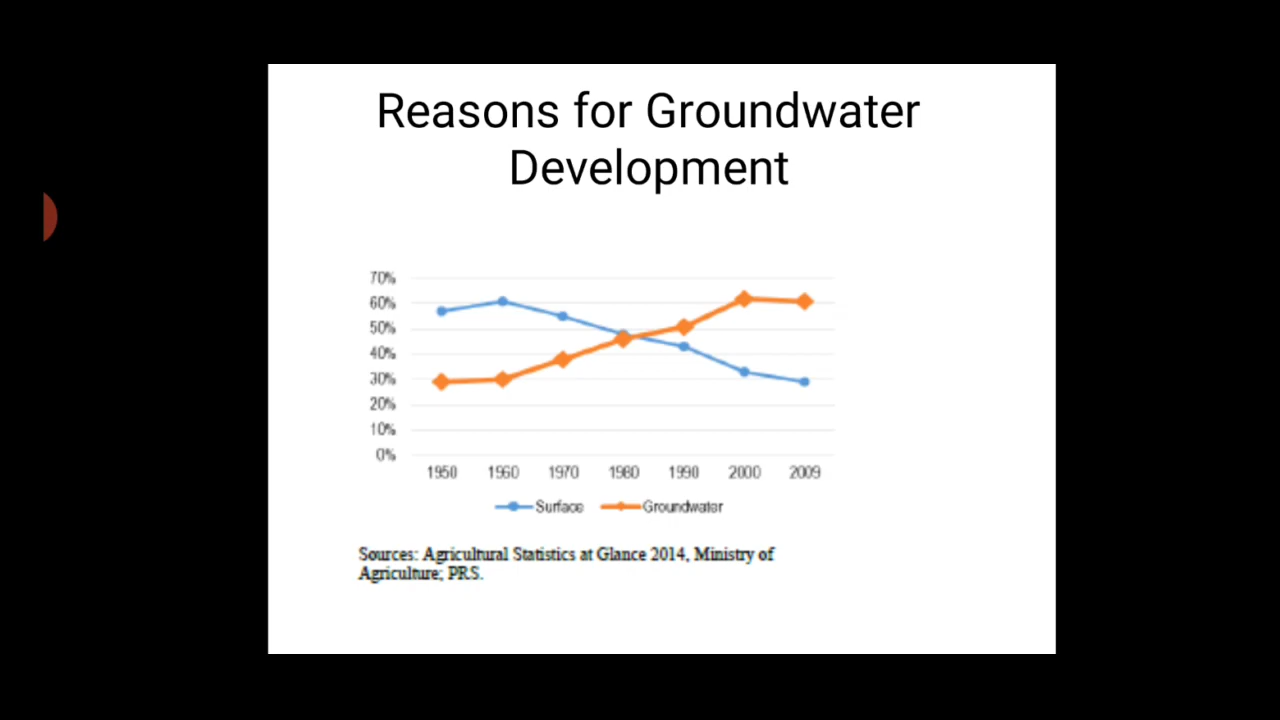 Reasons for Groundwater
Development
70%
60%
50%
40%
30%
20%
10%
0%
1950 1960 1970 1980 1990 2000 2009
Surface Groundwater
Sources: Agricultural Statistics at Glance 2014, Ministry of
Agriculture; PRS.